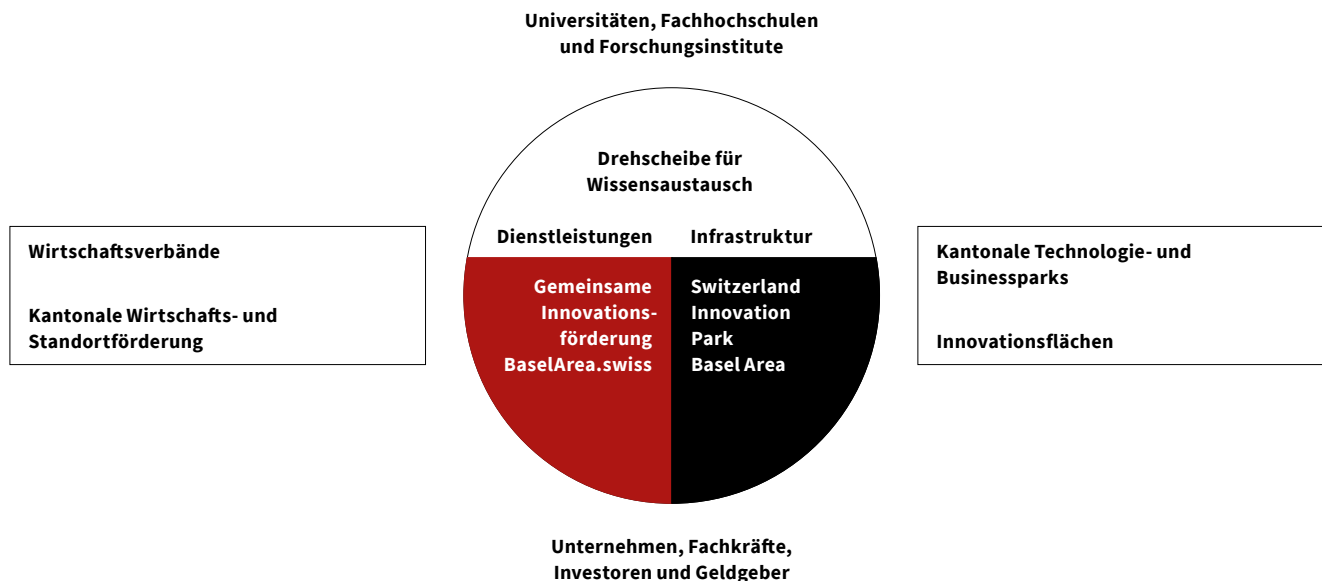 Universitäten, Fachhochschulen
und Forschungsinstitute
Drehscheibe für
Wissensaustausch
Dienstleistungen
Infrastruktur
Wirtschaftsverbände
Kantonale Wirtschafts- und
Standortförderung
Gemeinsame
Innovations-
förderung
BaselArea.swiss
Switzerland
Innovation
Park
Basel Area
Kantonale Technologie- und
Businessparks
Innovationsflächen
Unternehmen, Fachkräfte,
Investoren und Geldgeber